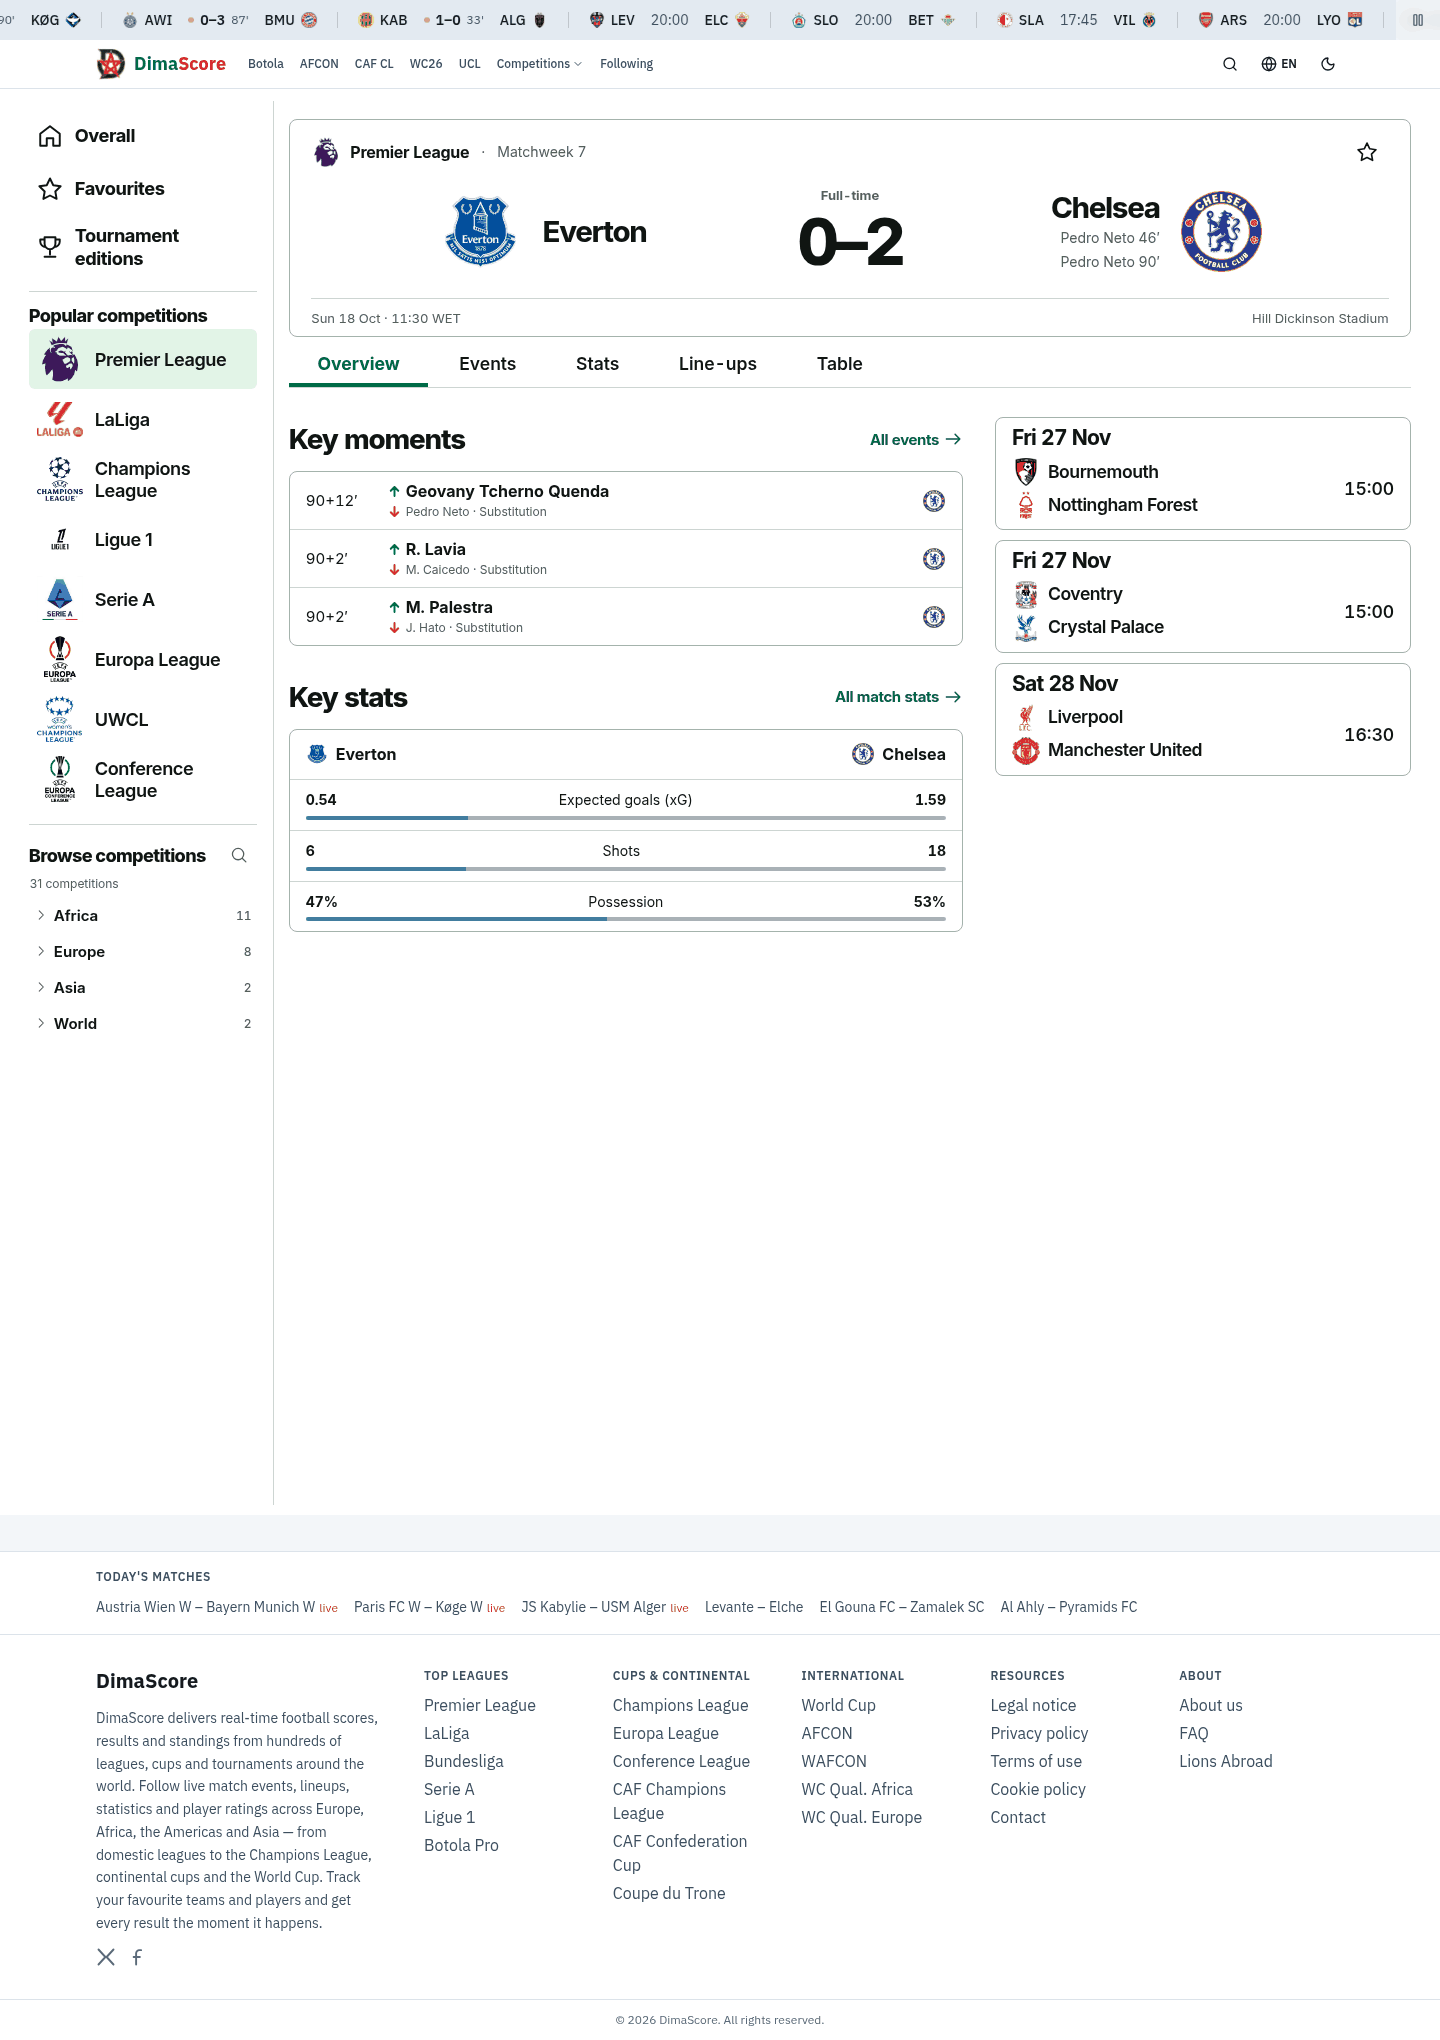 90' KØG AWI 0–3 87' BMU KAB 1–0 33' ALG LEV 20:00 ELC SLO 20:00 BET SLA 17:45 VIL ARS 20:00 LYO
DimaScore Botola AFCON CAF CL WC26 UCL Competitions Following EN
Overall
Favourites
Tournament
editions
Popular competitions
Premier League
LaLiga
Champions
League
Ligue 1
Serie A
Europa League
UWCL
Conference
League
Browse competitions
31 competitions
Africa 11
Europe 8
Asia 2
World 2
Premier League · Matchweek 7
Full-time
Everton 0–2 Chelsea
Pedro Neto 46'
Pedro Neto 90'
Sun 18 Oct · 11:30 WET Hill Dickinson Stadium
Overview Events Stats Line-ups Table
Key moments All events
90+12' Geovany Tcherno Quenda
Pedro Neto · Substitution
90+2' R. Lavia
M. Caicedo · Substitution
90+2' M. Palestra
J. Hato · Substitution
Key stats All match stats
Everton Chelsea
0.54 Expected goals (xG) 1.59
6 Shots 18
47% Possession 53%
Fri 27 Nov
Bournemouth
Nottingham Forest
15:00
Fri 27 Nov
Coventry
Crystal Palace
15:00
Sat 28 Nov
Liverpool
Manchester United
16:30
TODAY'S MATCHES
Austria Wien W – Bayern Munich W live Paris FC W – Køge W live JS Kabylie – USM Alger live Levante – Elche El Gouna FC – Zamalek SC Al Ahly – Pyramids FC
DimaScore
DimaScore delivers real-time football scores,
results and standings from hundreds of
leagues, cups and tournaments around the
world. Follow live match events, lineups,
statistics and player ratings across Europe,
Africa, the Americas and Asia — from
domestic leagues to the Champions League,
continental cups and the World Cup. Track
your favourite teams and players and get
every result the moment it happens.
TOP LEAGUES
Premier League
LaLiga
Bundesliga
Serie A
Ligue 1
Botola Pro
CUPS & CONTINENTAL
Champions League
Europa League
Conference League
CAF Champions
League
CAF Confederation
Cup
Coupe du Trone
INTERNATIONAL
World Cup
AFCON
WAFCON
WC Qual. Africa
WC Qual. Europe
RESOURCES
Legal notice
Privacy policy
Terms of use
Cookie policy
Contact
ABOUT
About us
FAQ
Lions Abroad
© 2026 DimaScore. All rights reserved.